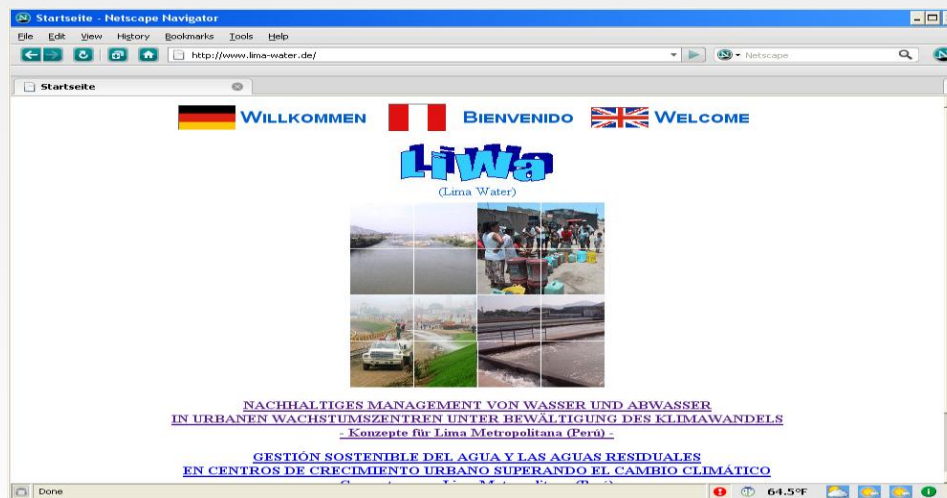 Startseite - Netscape Navigator
File Edit View History Bookmarks Tools Help
http://www.lima-water.de/
Netscape
Startseite
WILLKOMMEN BIENVENIDO WELCOME
LiWa
(Lima Water)
NACHHALTIGES MANAGEMENT VON WASSER UND ABWASSER
IN URBANEN WACHSTUMSZENTREN UNTER BEWÄLTIGUNG DES KLIMAWANDELS
- Konzepte für Lima Metropolitana (Perú) -
GESTIÓN SOSTENIBLE DEL AGUA Y LAS AGUAS RESIDUALES
EN CENTROS DE CRECIMIENTO URBANO SUPERANDO EL CAMBIO CLIMÁTICO
Done 64.5°F